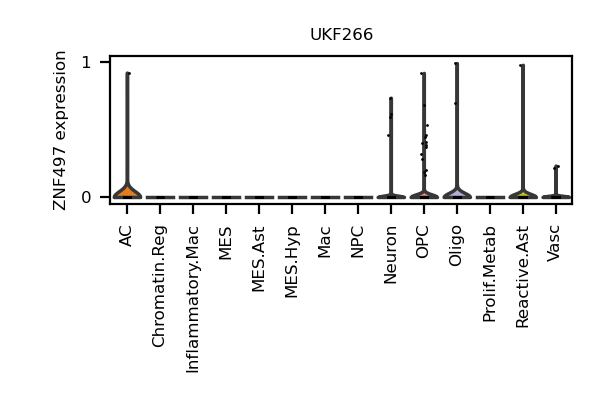 UKF266
ZNF497 expression
1
0
AC
Chromatin.Reg
Inflammatory.Mac
MES
MES.Ast
MES.Hyp
Mac
NPC
Neuron
OPC
Oligo
Prolif.Metab
Reactive.Ast
Vasc